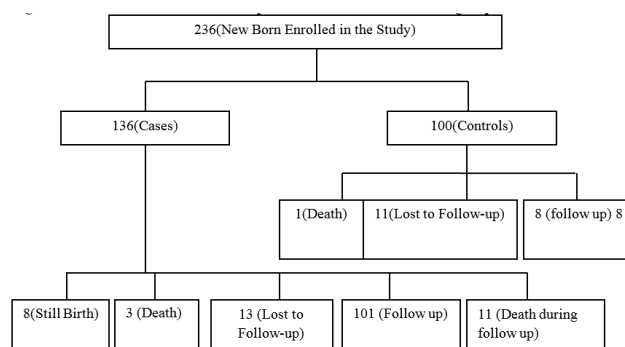 236(New Born Enrolled in the Study)
136(Cases)
100(Controls)
1(Death)
11(Lost to Follow-up)
8 (follow up) 8
8(Still Birth)
3 (Death)
13 (Lost to
Follow-up)
101 (Follow up)
11 (Death during
follow up)